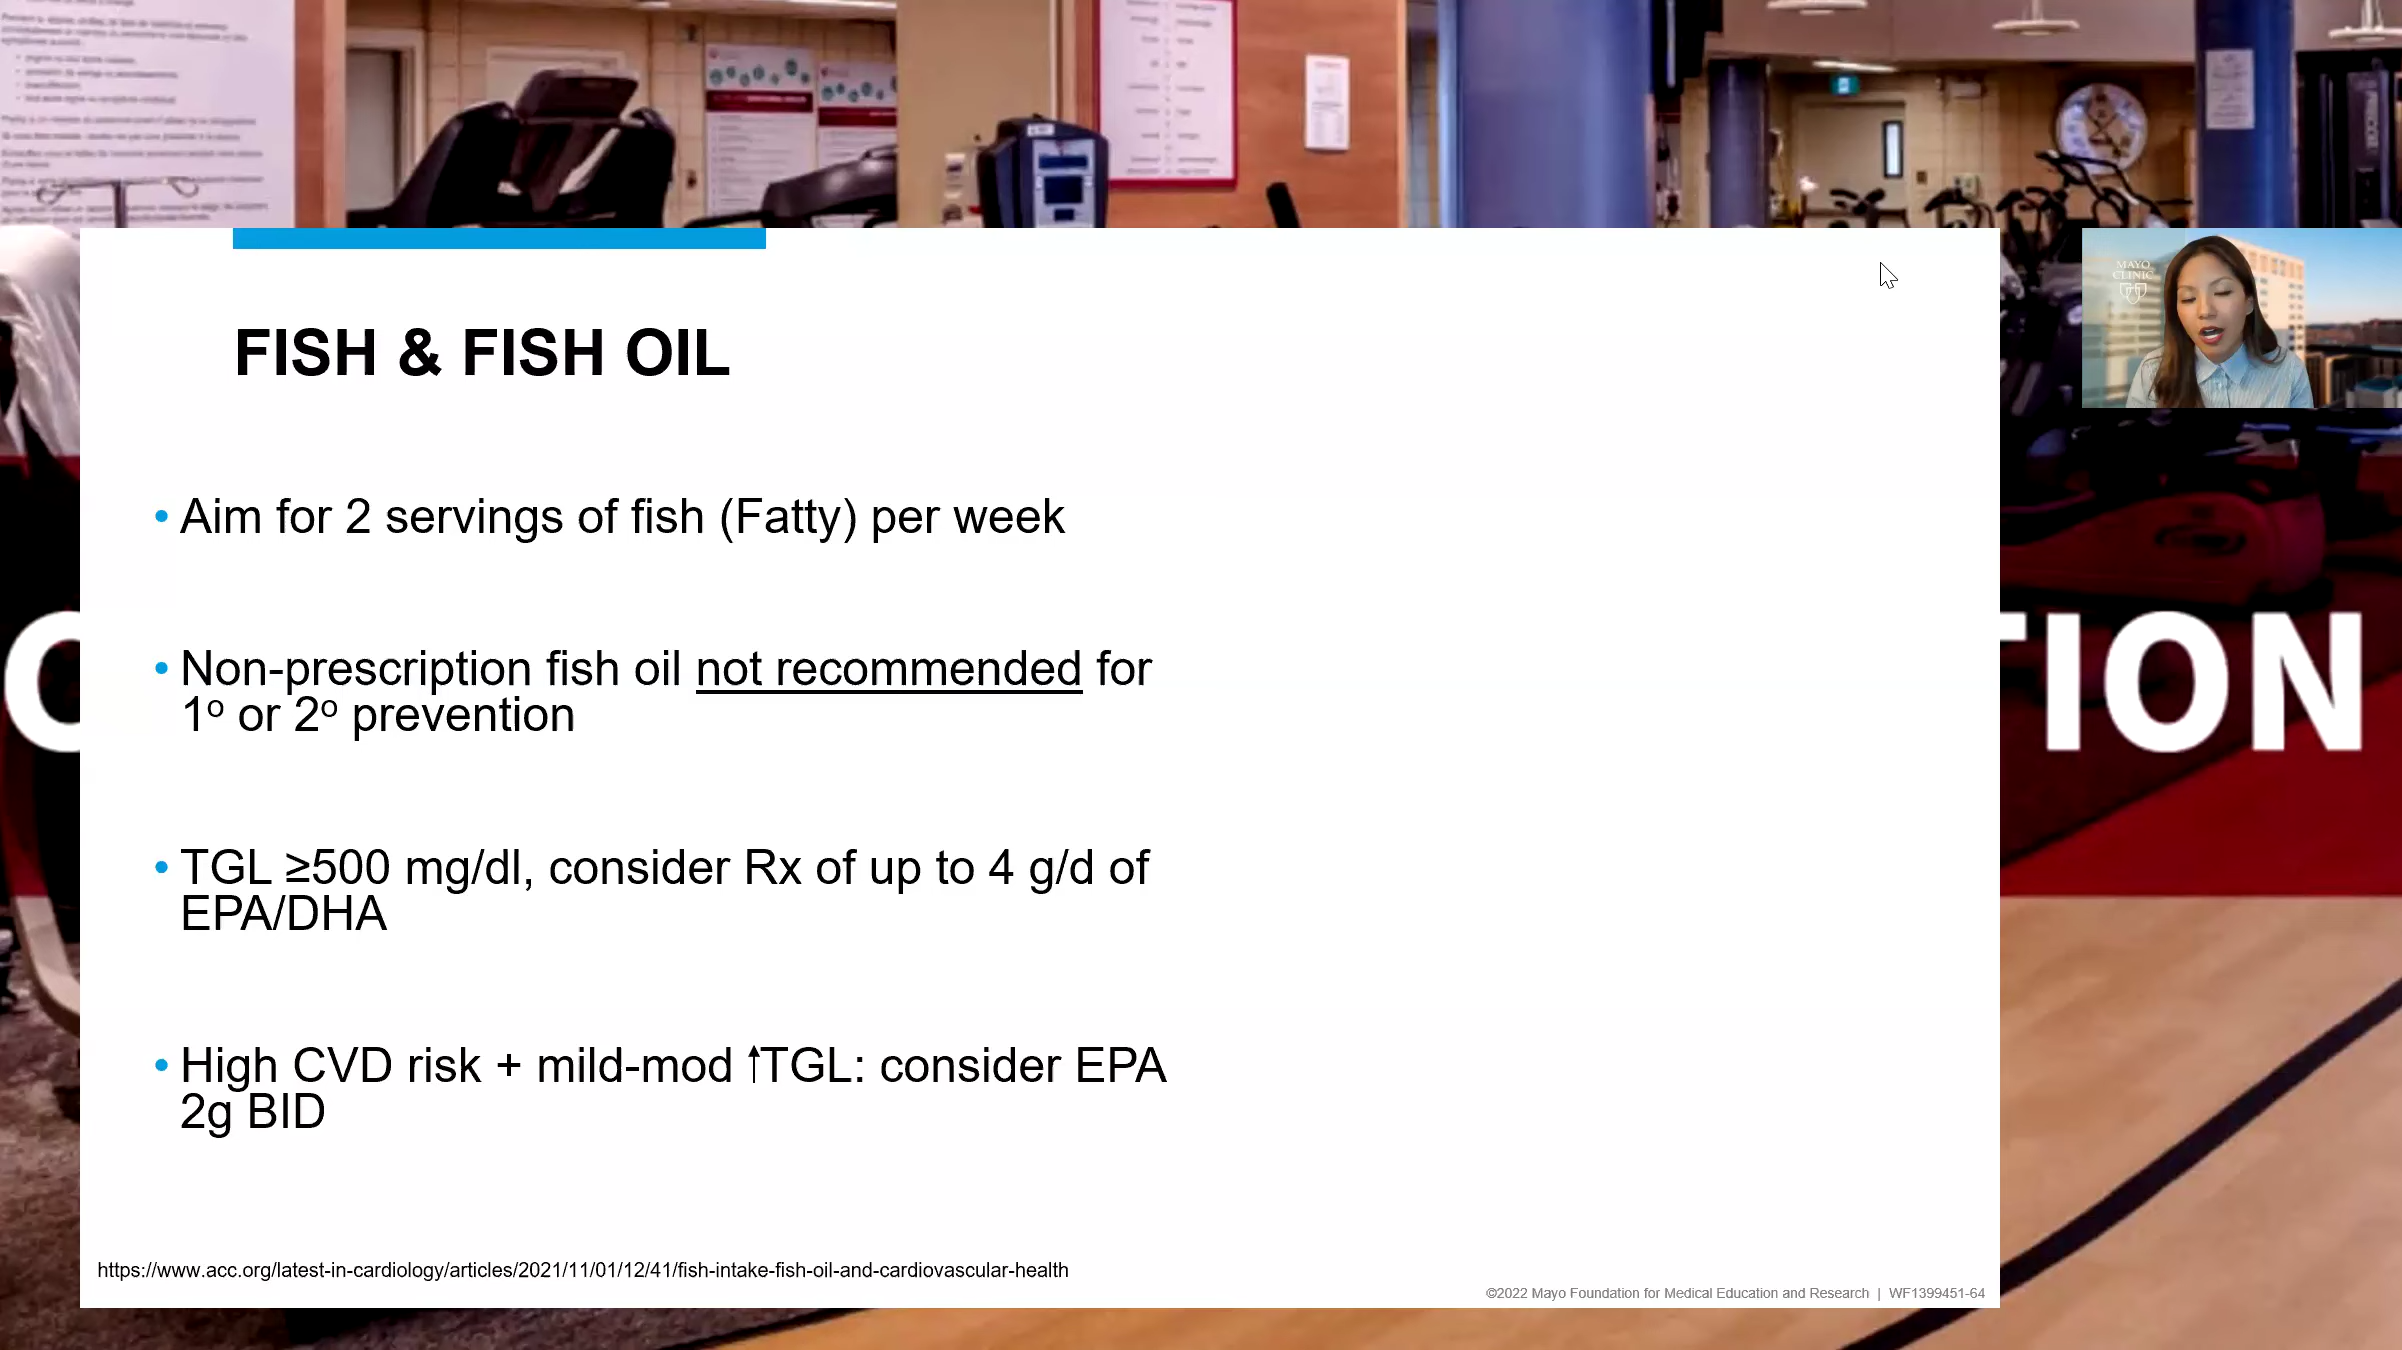 FISH & FISH OIL
MAYO
CLINIC
• Aim for 2 servings of fish (Fatty) per week
• Non-prescription fish oil not recommended for
1º or 2º prevention
• TGL ≥500 mg/dl, consider Rx of up to 4 g/d of
EPA/DHA
• High CVD risk + mild-mod ↑TGL: consider EPA
2g BID
TION
https://www.acc.org/latest-in-cardiology/articles/2021/11/01/12/41/fish-intake-fish-oil-and-cardiovascular-health
©2022 Mayo Foundation for Medical Education and Research | WF1399451-64